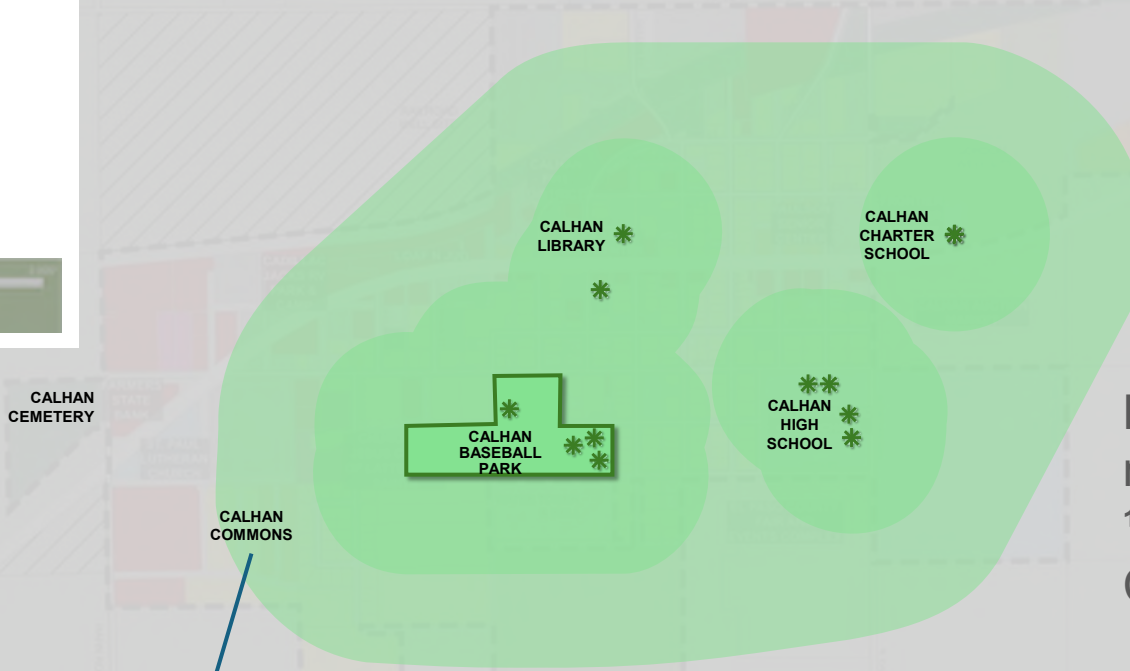 CALHAN
LIBRARY
CALHAN
CHARTER
SCHOOL
CALHAN
CEMETERY
CALHAN
HIGH
SCHOOL
CALHAN
BASEBALL
PARK
CALHAN
COMMONS